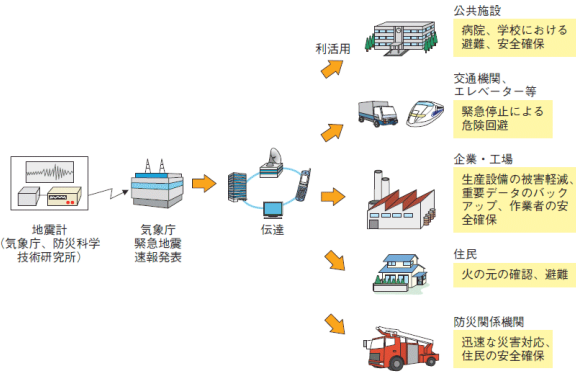 公共施設
病院、学校における
避難、安全確保
利活用
交通機関、
エレベーター等
緊急停止による
危険回避
企業・工場
生産設備の被害軽減、
重要データのバック
アップ、作業者の安
全確保
地震計
（気象庁、防災科学
技術研究所）
気象庁
緊急地震
速報発表
伝達
住民
火の元の確認、避難
防災関係機関
迅速な災害対応、
住民の安全確保